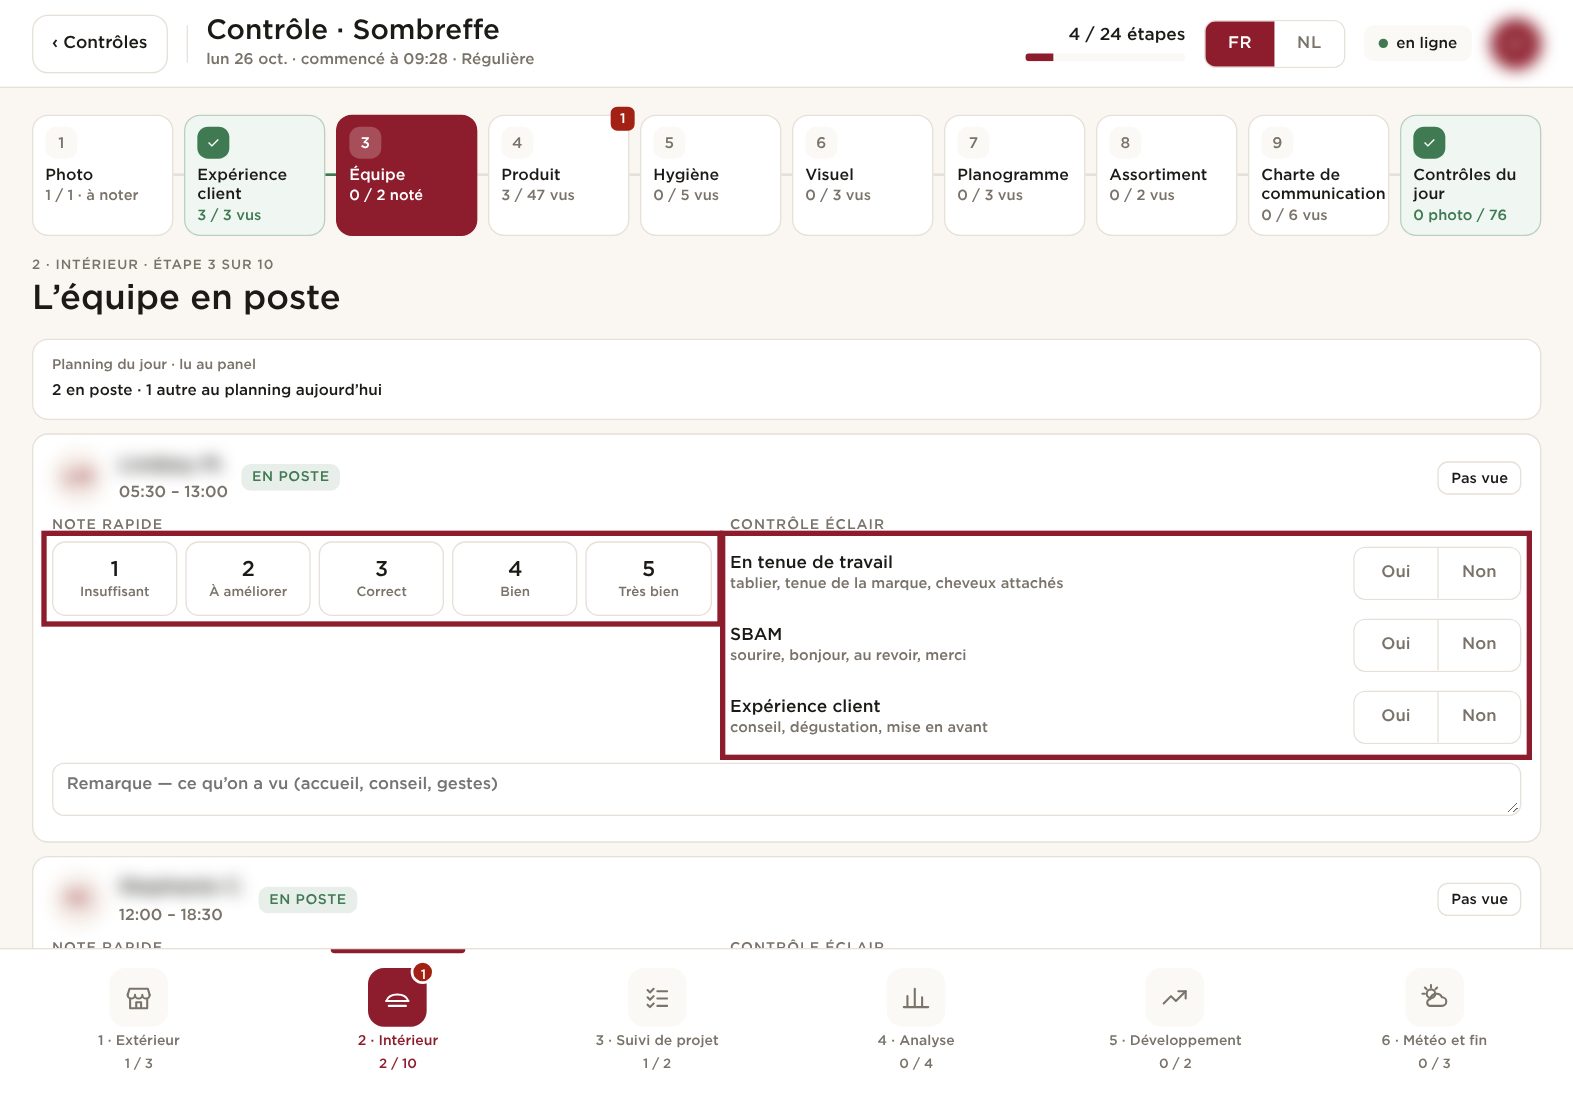 ‹ Contrôles
Contrôle · Sombreffe
lun 26 oct. · commencé à 09:28 · Régulière
4 / 24 étapes
FR
NL
en ligne
1
Photo
1 / 1 · à noter
Expérience
client
3 / 3 vus
3
Équipe
0 / 2 noté
1
4
Produit
3 / 47 vus
5
Hygiène
0 / 5 vus
6
Visuel
0 / 3 vus
7
Planogramme
0 / 3 vus
8
Assortiment
0 / 2 vus
9
Charte de
communication
0 / 6 vus
Contrôles du
jour
0 photo / 76
2 · INTÉRIEUR · ÉTAPE 3 SUR 10
L’équipe en poste
Planning du jour · lu au panel
2 en poste · 1 autre au planning aujourd’hui
05:30 – 13:00
EN POSTE
Pas vue
NOTE RAPIDE
1
Insuffisant
2
À améliorer
3
Correct
4
Bien
5
Très bien
CONTRÔLE ÉCLAIR
En tenue de travail
tablier, tenue de la marque, cheveux attachés
Oui
Non
SBAM
sourire, bonjour, au revoir, merci
Oui
Non
Expérience client
conseil, dégustation, mise en avant
Oui
Non
Remarque — ce qu’on a vu (accueil, conseil, gestes)
12:00 – 18:30
EN POSTE
Pas vue
NOTE RAPIDE
CONTRÔLE ÉCLAIR
1 · Extérieur
1 / 3
1
2 · Intérieur
2 / 10
3 · Suivi de projet
1 / 2
4 · Analyse
0 / 4
5 · Développement
0 / 2
6 · Météo et fin
0 / 3